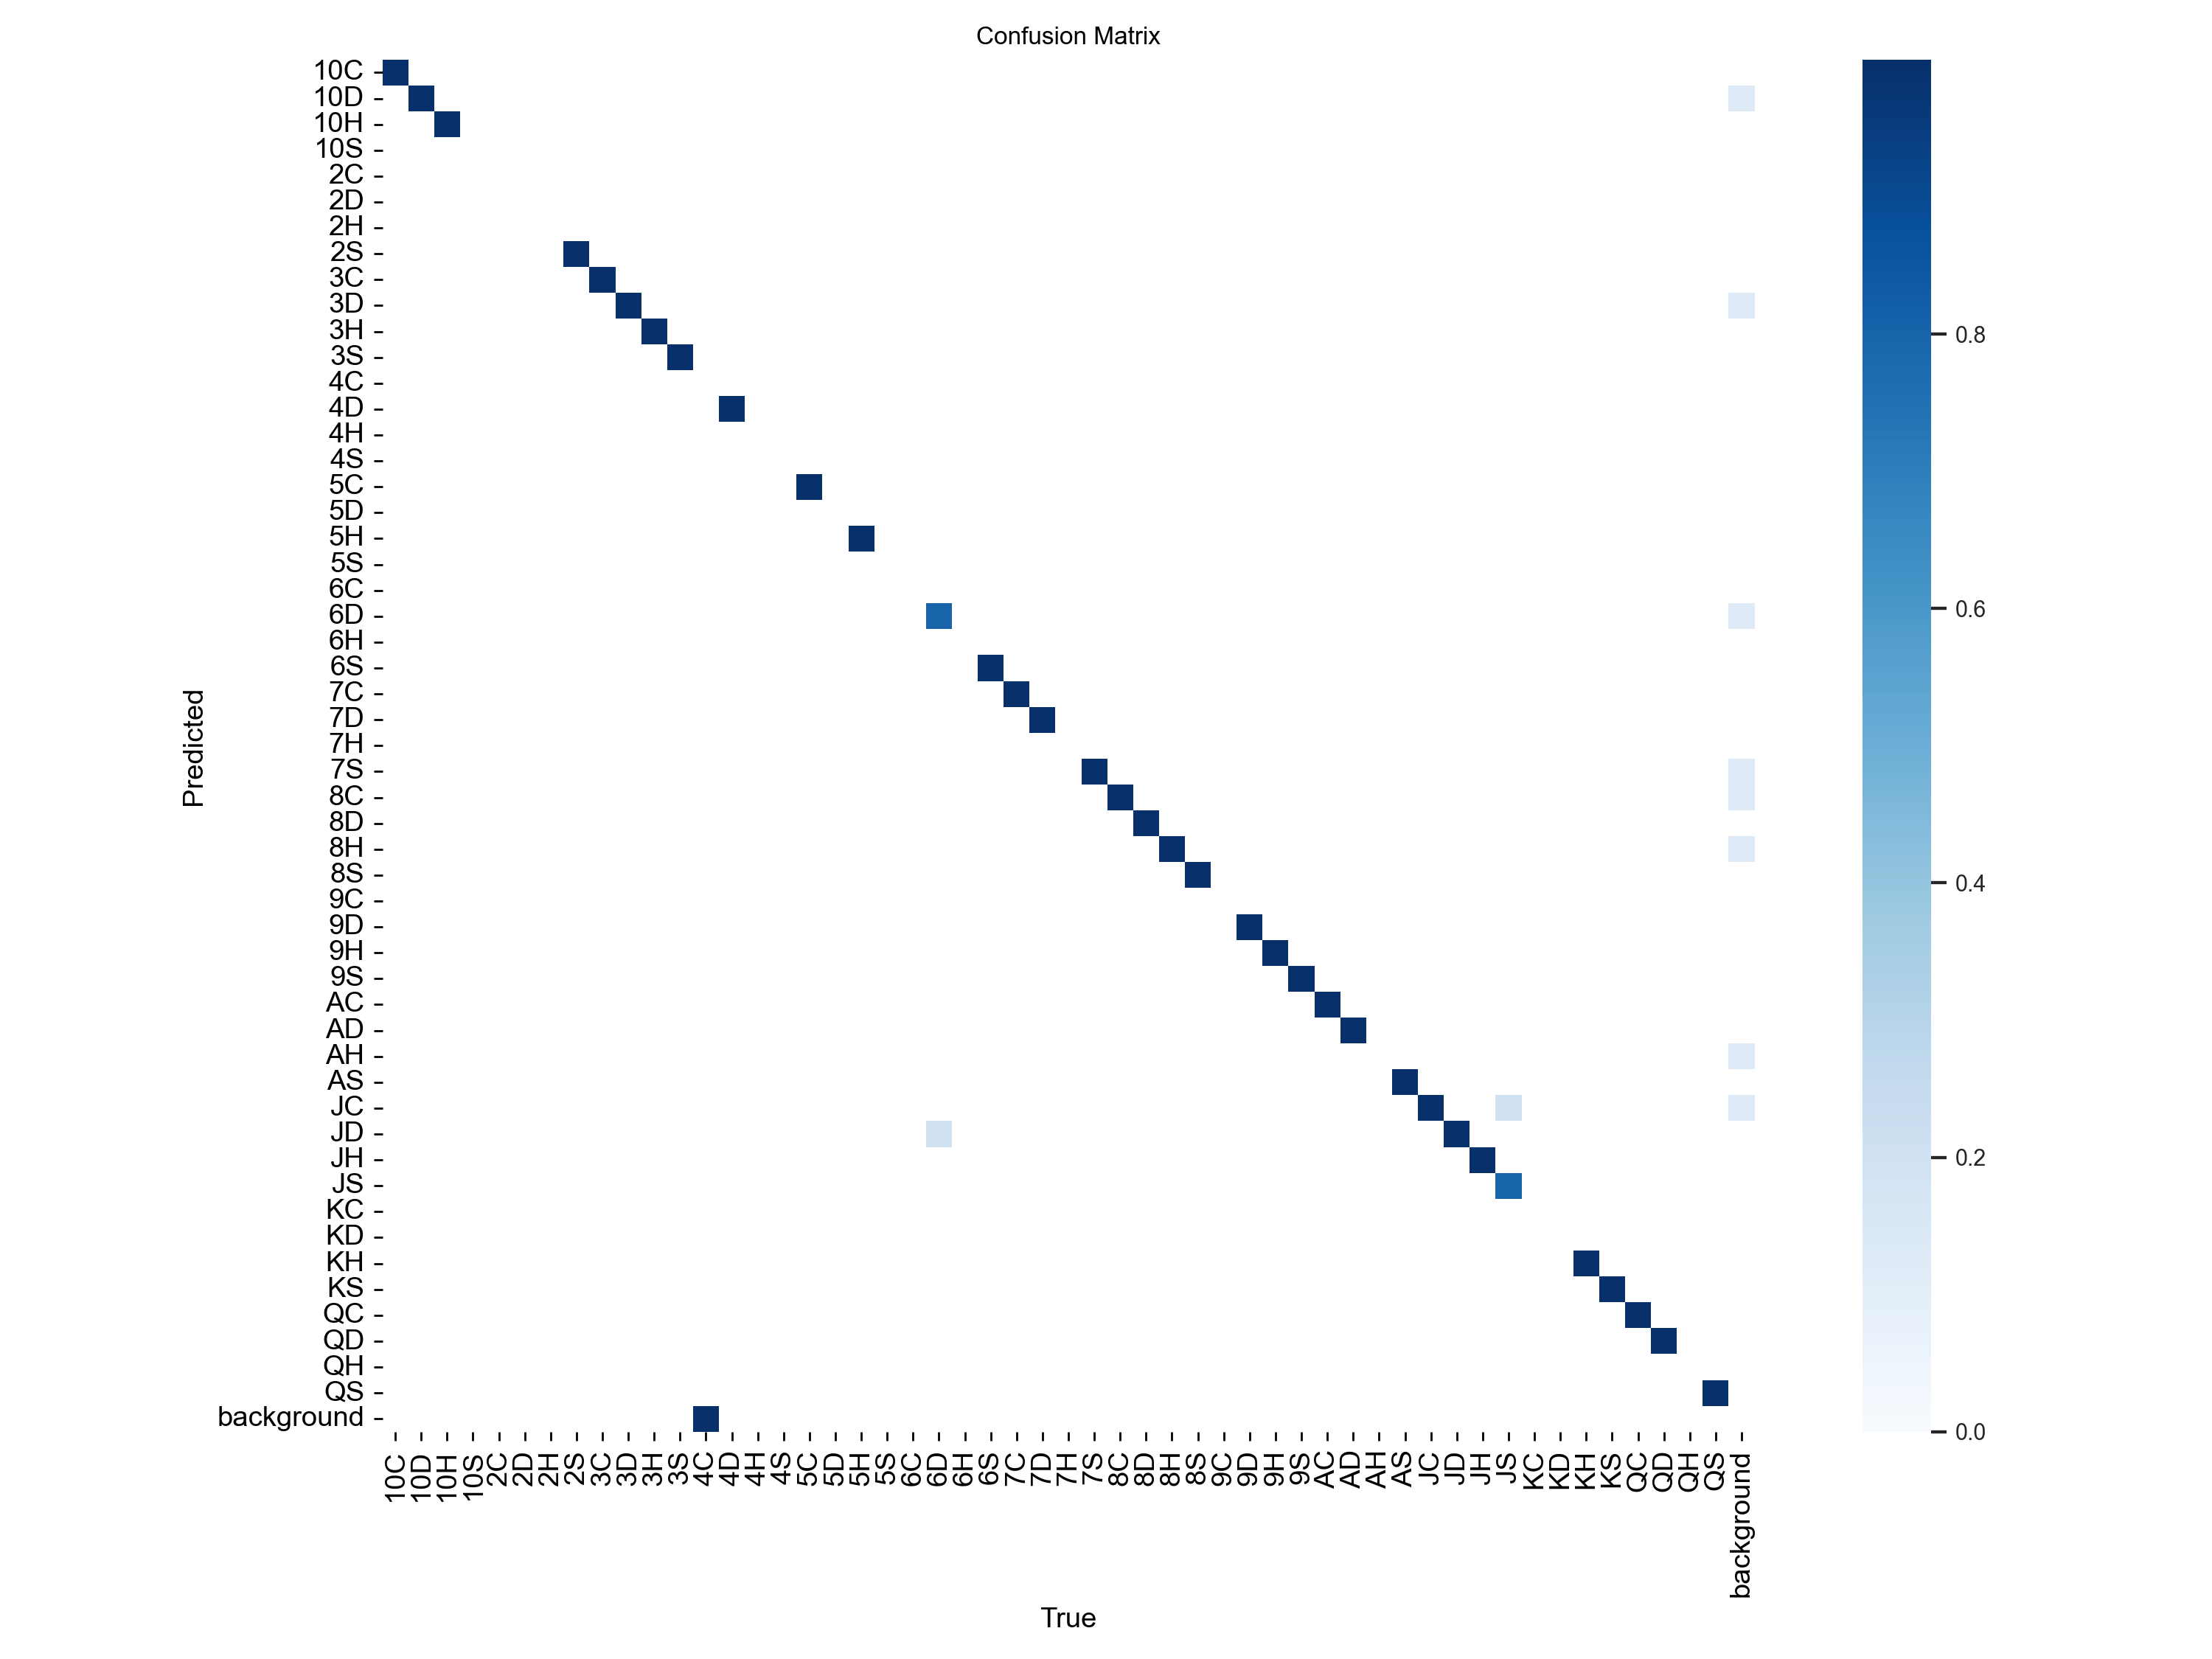 Confusion Matrix
10C
10D
10H
10S
2C
2D
2H
2S
3C
3D
3H
3S
4C
4D
4H
4S
5C
5D
5H
5S
6C
6D
6H
6S
7C
7D
7H
7S
8C
8D
8H
8S
9C
9D
9H
9S
AC
AD
AH
AS
JC
JD
JH
JS
KC
KD
KH
KS
QC
QD
QH
QS
background
Predicted
10C 10D 10H 10S 2C 2D 2H 2S 3C 3D 3H 3S 4C 4D 4H 4S 5C 5D 5H 5S 6C 6D 6H 6S 7C 7D 7H 7S 8C 8D 8H 8S 9C 9D 9H 9S AC AD AH AS JC JD JH JS KC KD KH KS QC QD QH QS background
True
0.8
0.6
0.4
0.2
0.0